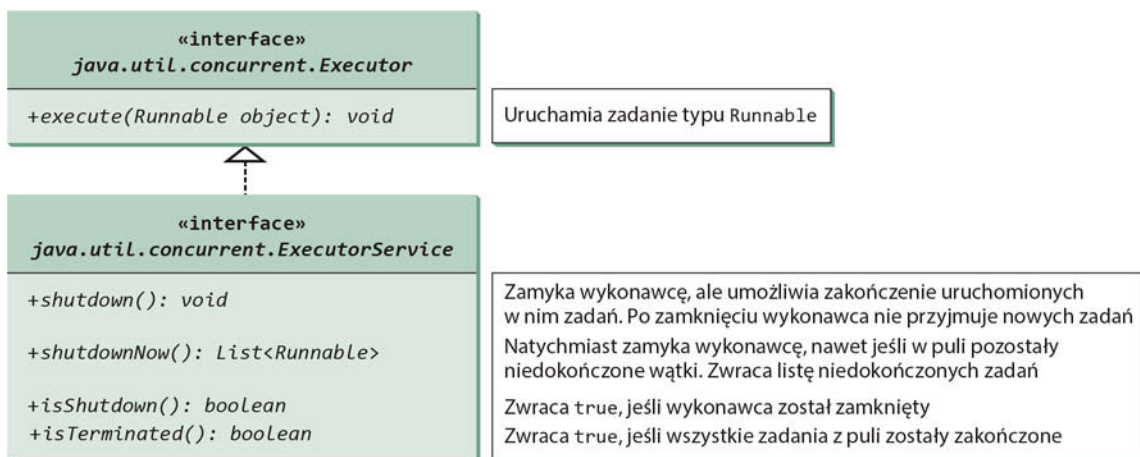 «interface»
java.util.concurrent.Executor
+execute(Runnable object): void
Uruchamia zadanie typu Runnable
«interface»
java.util.concurrent.ExecutorService
+shutdown(): void
Zamyka wykonawcę, ale umożliwia zakończenie uruchomionych
w nim zadań. Po zamknięciu wykonawca nie przyjmuje nowych zadań
+shutdownNow(): List<Runnable>
Natychmiast zamyka wykonawcę, nawet jeśli w puli pozostały
niedokończone wątki. Zwraca listę niedokończonych zadań
+isShutdown(): boolean
Zwraca true, jeśli wykonawca został zamknięty
+isTerminated(): boolean
Zwraca true, jeśli wszystkie zadania z puli zostały zakończone